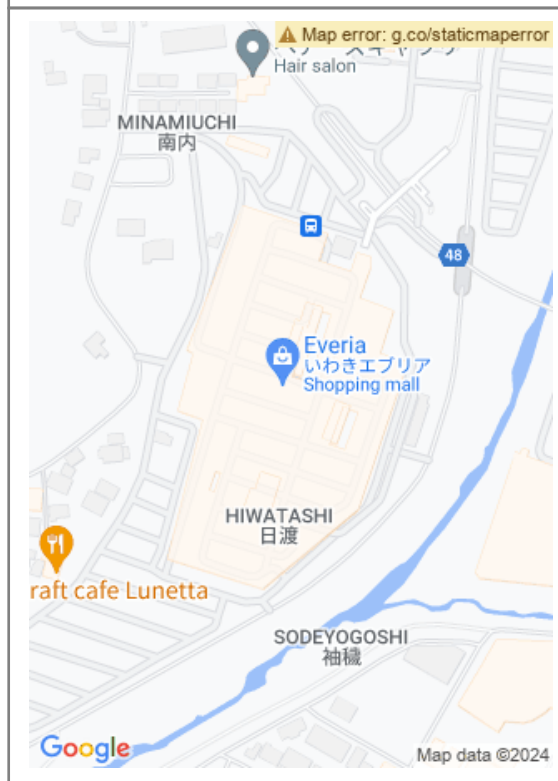 Map error: g.co/staticmaperror
Hair salon
MINAMIUCHI
南内
48
Everia
いわきエブリア
Shopping mall
HIWATASHI
日渡
raft cafe Lunetta
SODEYOGOSHI
袖穢
Google
Map data ©2024